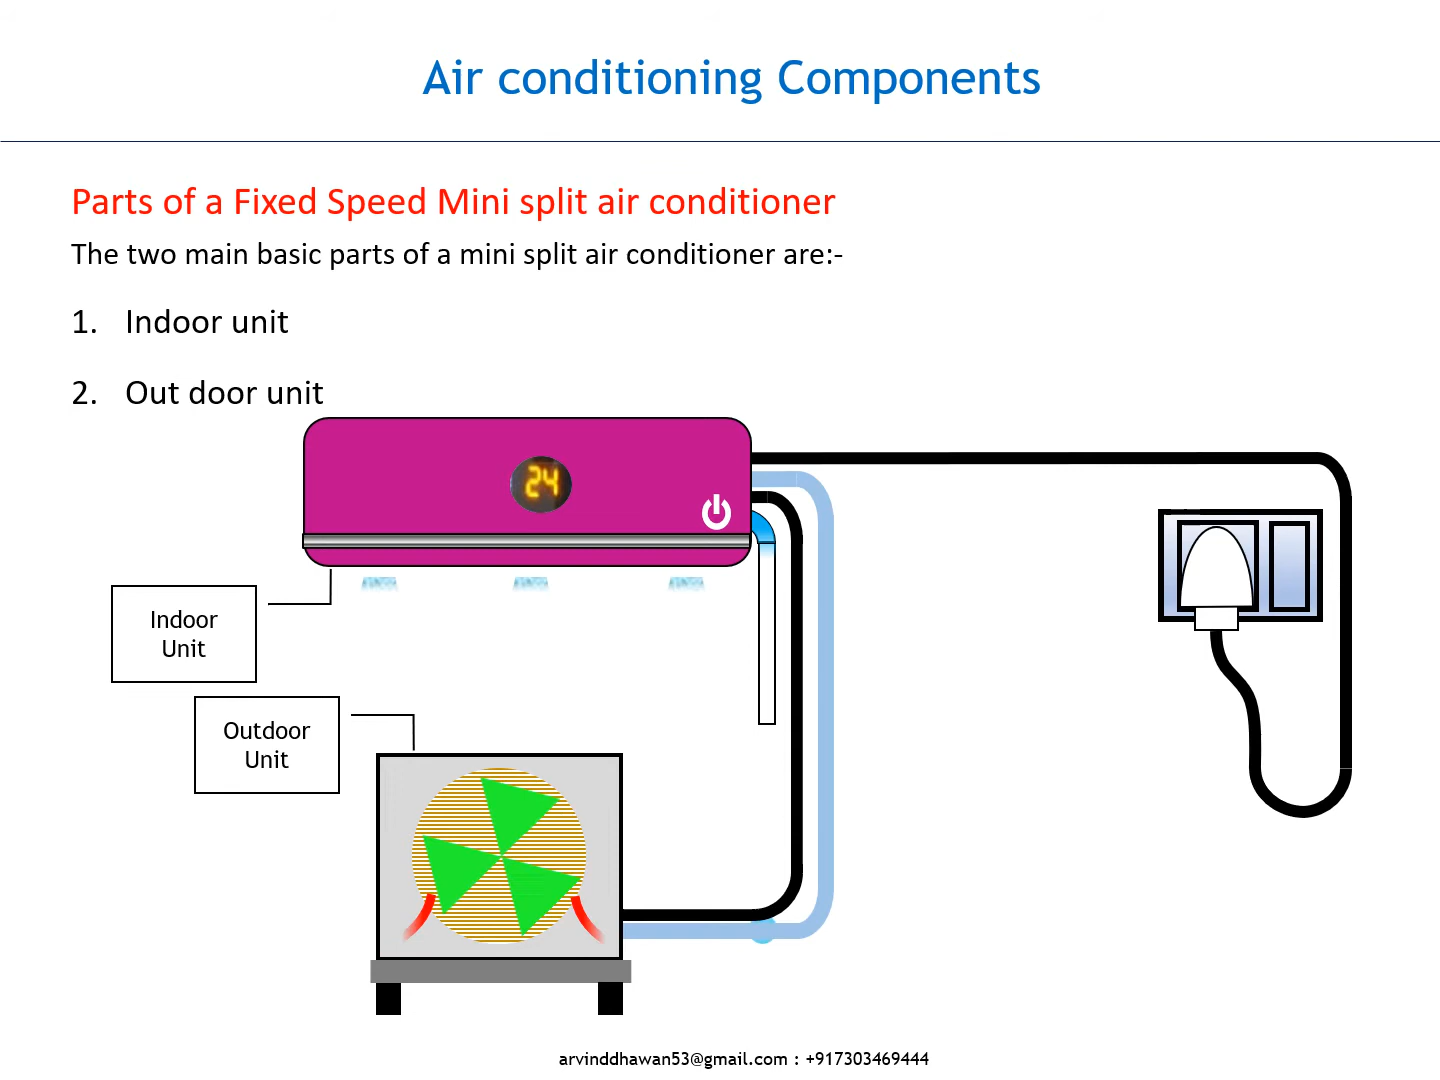 Air conditioning Components
Parts of a Fixed Speed Mini split air conditioner
The two main basic parts of a mini split air conditioner are:-
1. Indoor unit
2. Out door unit
24
Indoor
Unit
Outdoor
Unit
arvinddhawan53@gmail.com : +917303469444